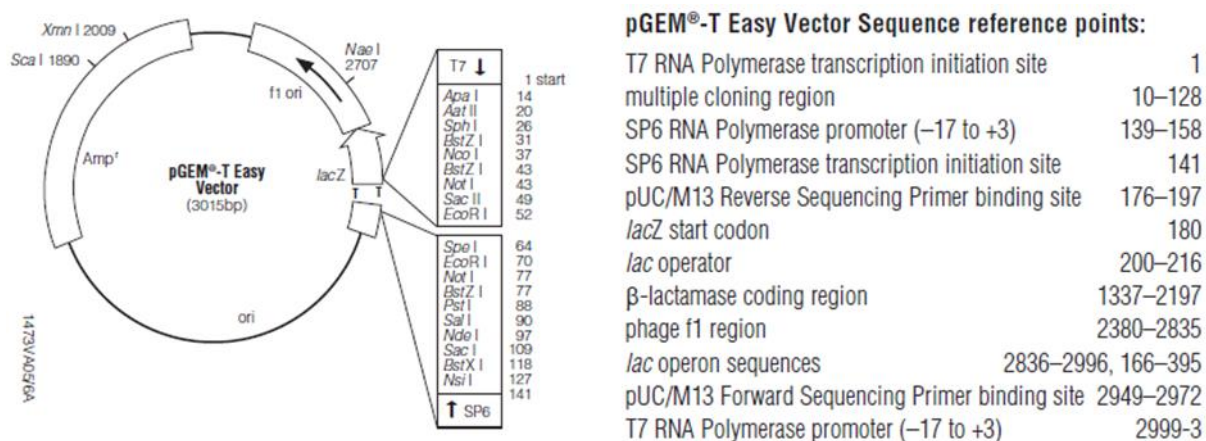 Xmn I 2009
Sca I 1890
Nae I
2707
f1 ori
Ampr
pGEM®-T Easy
Vector
(3015bp)
lacZ
T T
ori
1473VA05/6A
T7 ↓
1 start
Apa I 14
Aat II 20
Sph I 26
BstZ I 31
Nco I 37
BstZ I 43
Not I 43
Sac II 49
EcoR I 52
Spe I 64
EcoR I 70
Not I 77
BstZ I 77
Pst I 88
Sal I 90
Nde I 97
Sac I 109
BstX I 118
Nsi I 127
141
↑ SP6
pGEM®-T Easy Vector Sequence reference points:
T7 RNA Polymerase transcription initiation site 1
multiple cloning region 10–128
SP6 RNA Polymerase promoter (–17 to +3) 139–158
SP6 RNA Polymerase transcription initiation site 141
pUC/M13 Reverse Sequencing Primer binding site 176–197
lacZ start codon 180
lac operator 200–216
β-lactamase coding region 1337–2197
phage f1 region 2380–2835
lac operon sequences 2836–2996, 166–395
pUC/M13 Forward Sequencing Primer binding site 2949–2972
T7 RNA Polymerase promoter (–17 to +3) 2999-3